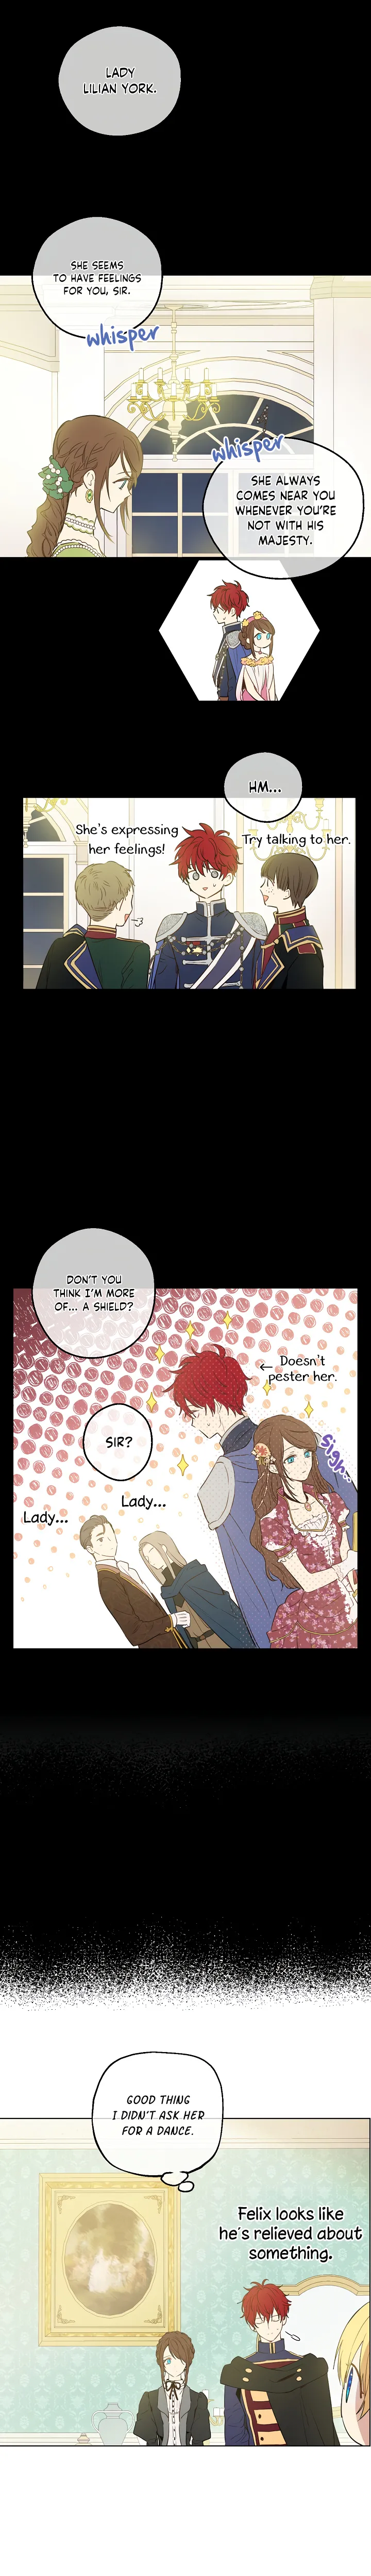 LADY
LILIAN YORK.
SHE SEEMS
TO HAVE FEELINGS
FOR YOU, SIR.
whisper
whisper
SHE ALWAYS
COMES NEAR YOU
WHENEVER YOU'RE
NOT WITH HIS
MAJESTY.
HM...
She's expressing
her feelings!
Try talking to her.
DON'T YOU
THINK I'M MORE
OF... A SHIELD?
← Doesn't
pester her.
SIR?
Sigh..
Lady...
Lady...
GOOD THING
I DIDN'T ASK HER
FOR A DANCE.
Felix looks like
he's relieved about
something.